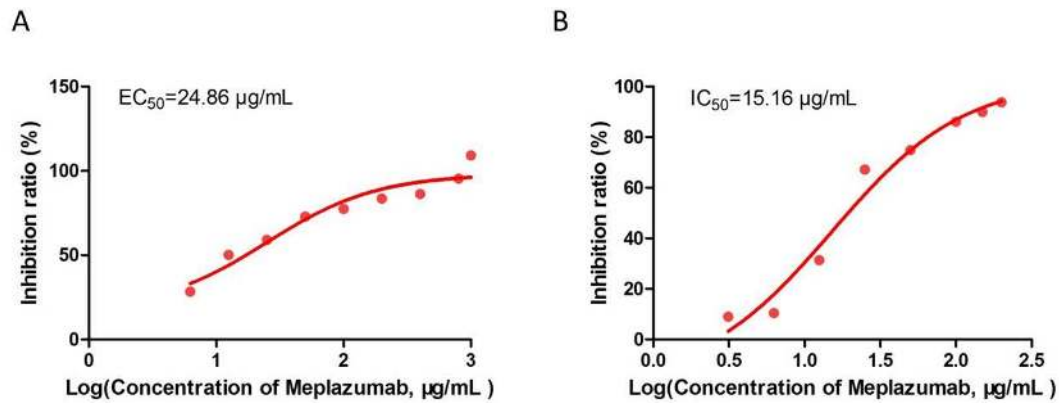 A
EC50=24.86 µg/mL
Inhibition ratio (%)
150
100
50
0
0
1
2
3
Log(Concentration of Meplazumab, µg/mL )
B
IC50=15.16 µg/mL
Inhibition ratio (%)
100
80
60
40
20
0
0.0
0.5
1.0
1.5
2.0
2.5
Log(Concentration of Meplazumab, µg/mL )